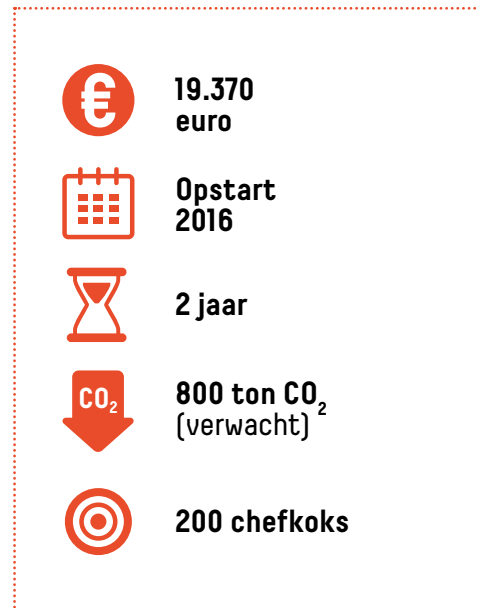 €
19.370
euro
Opstart
2016
2 jaar
CO₂
800 ton CO₂
(verwacht)
200 chefkoks